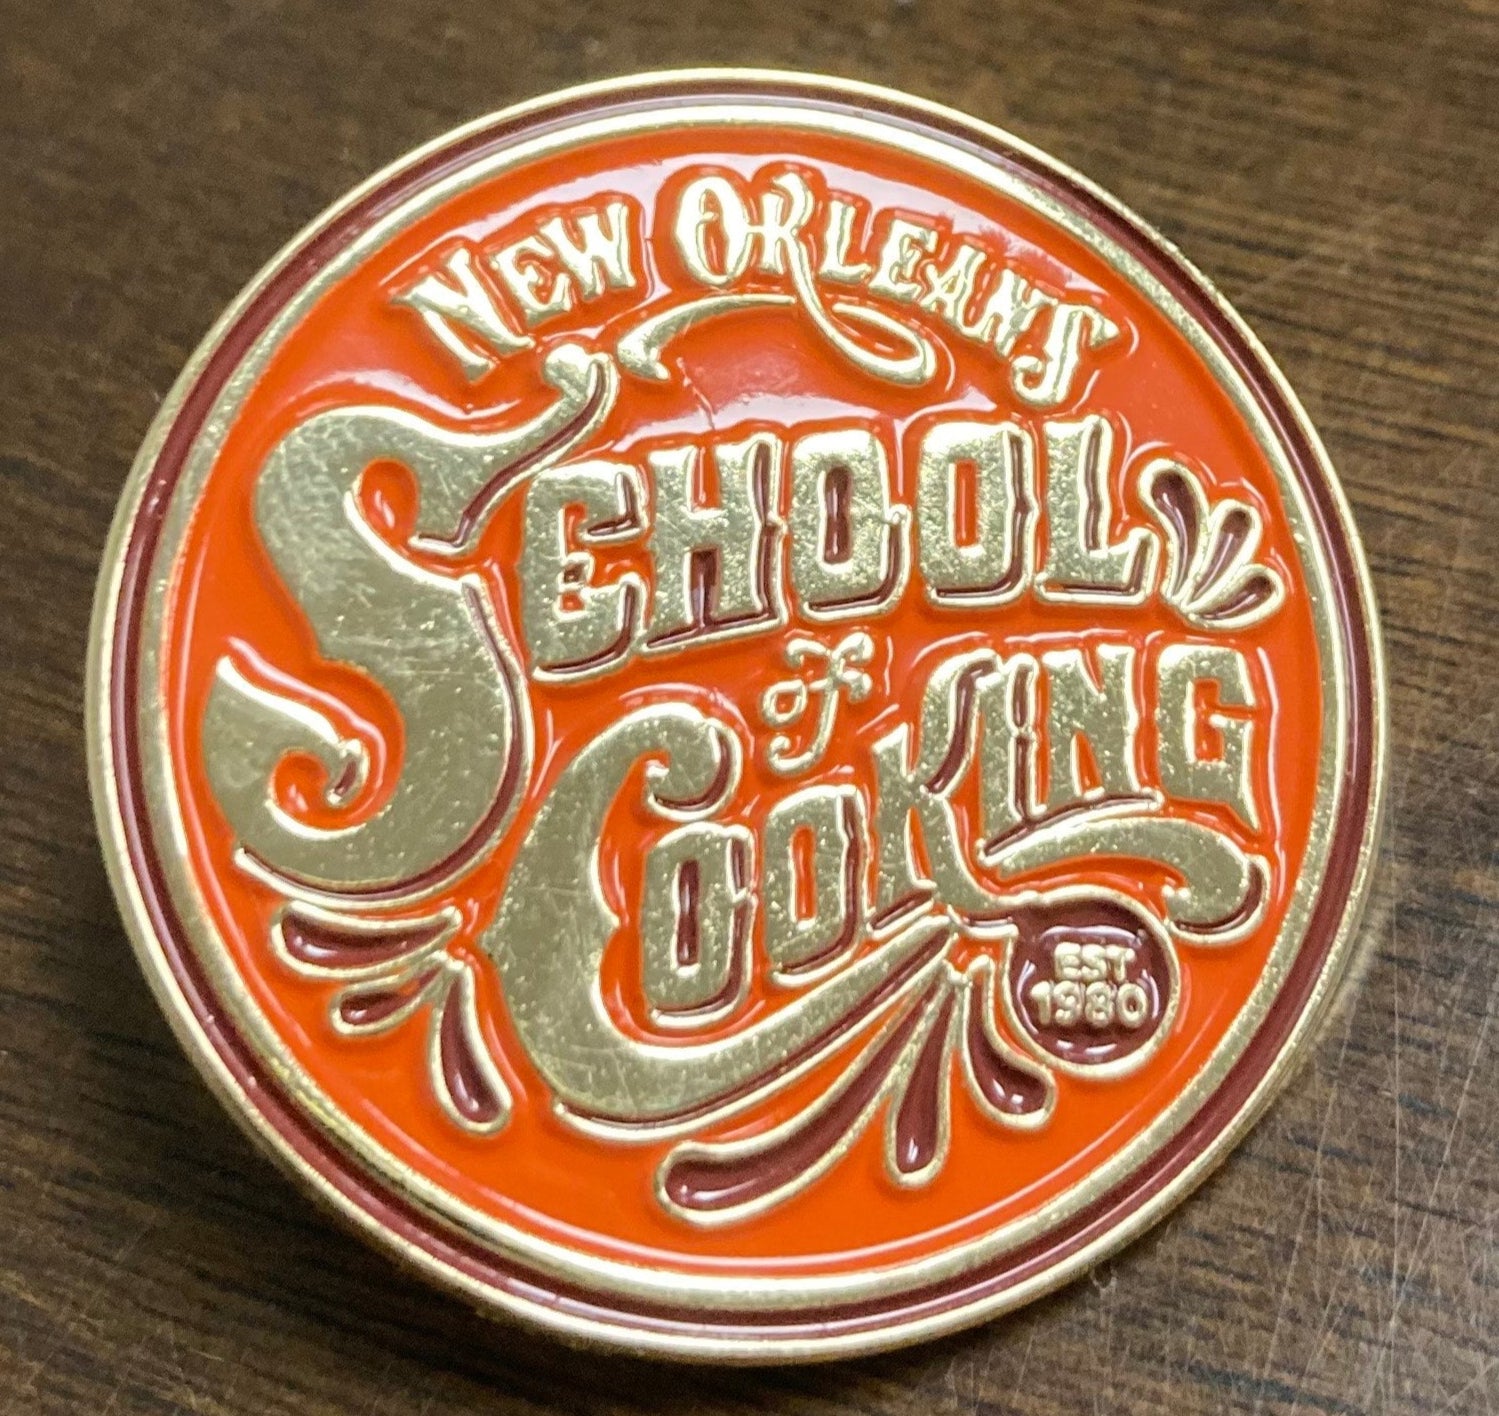 New Orleans
School
of
Cooking
EST
1980